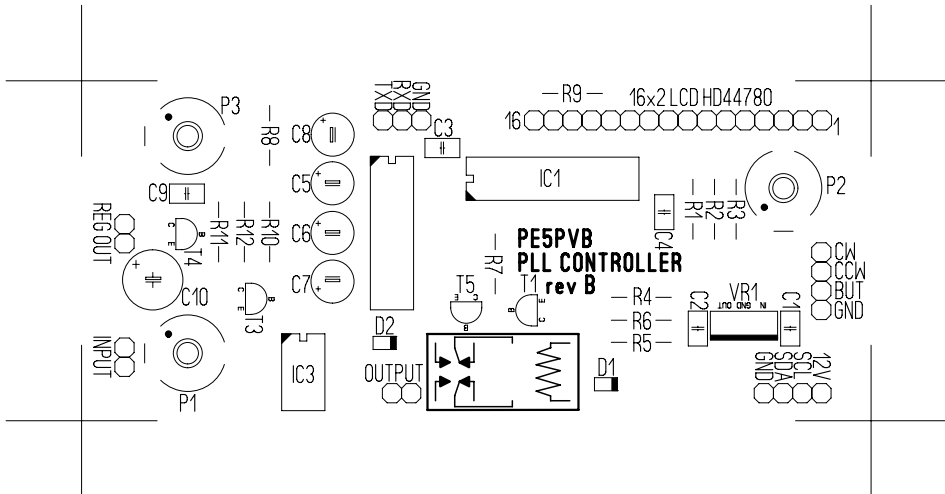 P3
R8
C8
TXD
RXD
GND
C3
R9
16x2 LCD HD44780
16
1
C5
IC1
P2
C9
REG OUT
C
E
B
T4
R11
R12
R10
C6
C4
R1
R2
R3
PE5PVB
PLL CONTROLLER
rev B
R7
CW
CCW
BUT
GND
C10
C7
C
E
B
T3
T5
E
C
B
T1
E
C
B
R4
R6
R5
C2
VR1
OUT
GND
IN
C1
D2
INPUT
P1
IC3
OUTPUT
D1
GND
SDA
SCL
12V